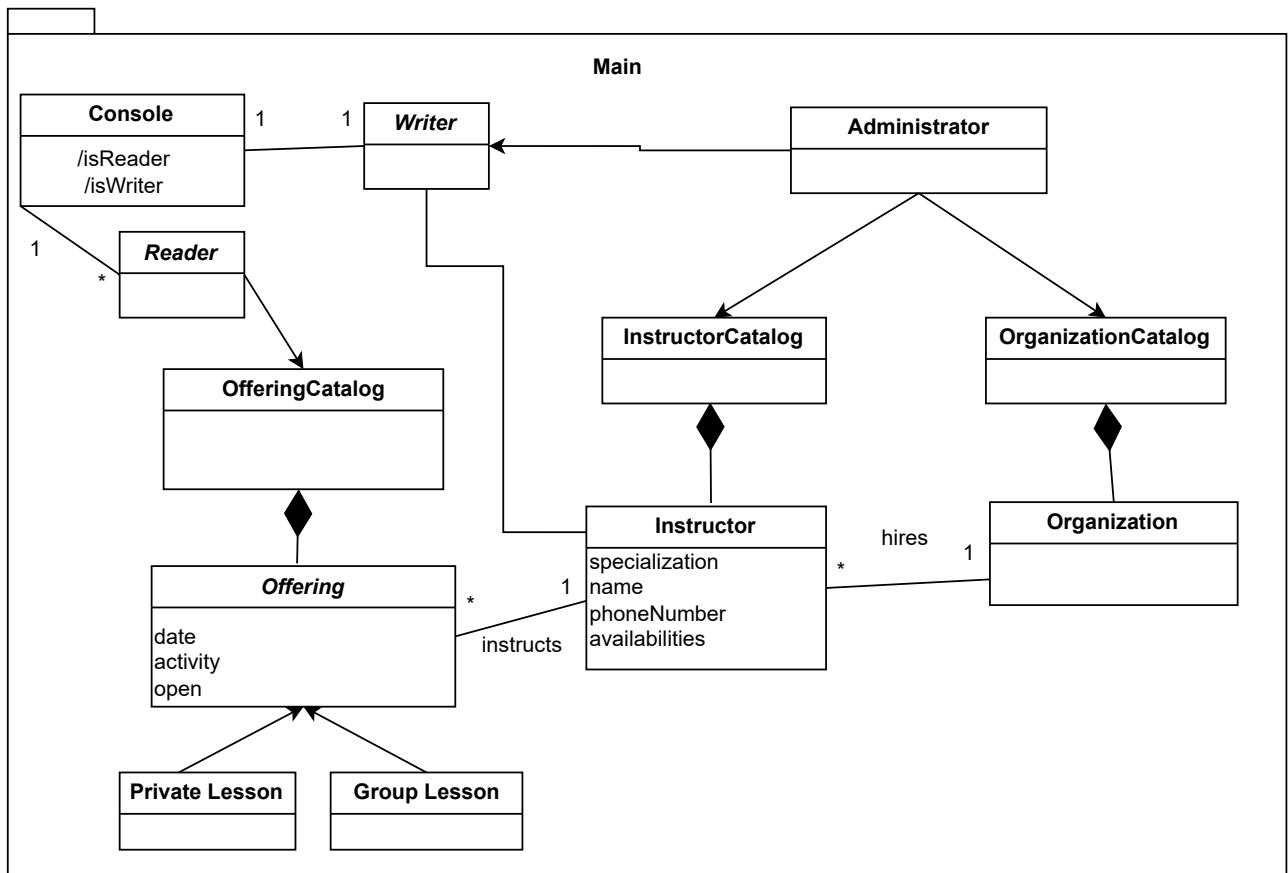 Main
Console
/isReader
/isWriter
1
1
Writer
Administrator
1
*
Reader
InstructorCatalog
OrganizationCatalog
OfferingCatalog
Instructor
specialization
name
phoneNumber
availabilities
hires
*
1
Organization
Offering
date
activity
open
*
1
instructs
Private Lesson
Group Lesson